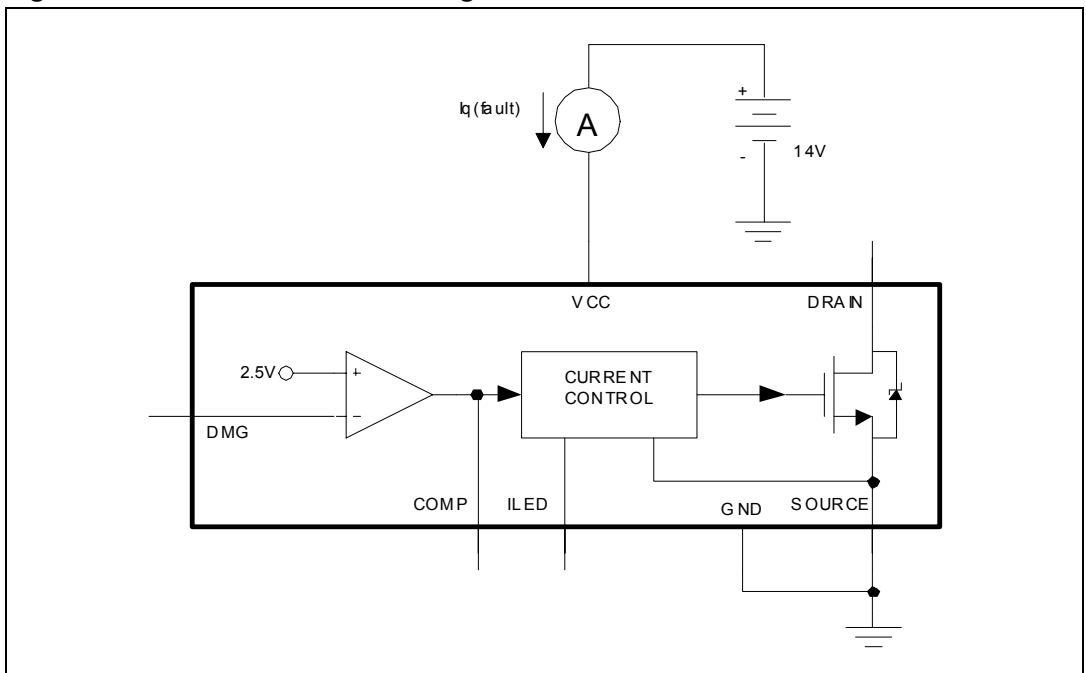 Iq(fault)
A
+
-
14V
VCC
DRAIN
2.5V
+
-
DMG
CURRENT
CONTROL
COMP
ILED
GND
SOURCE